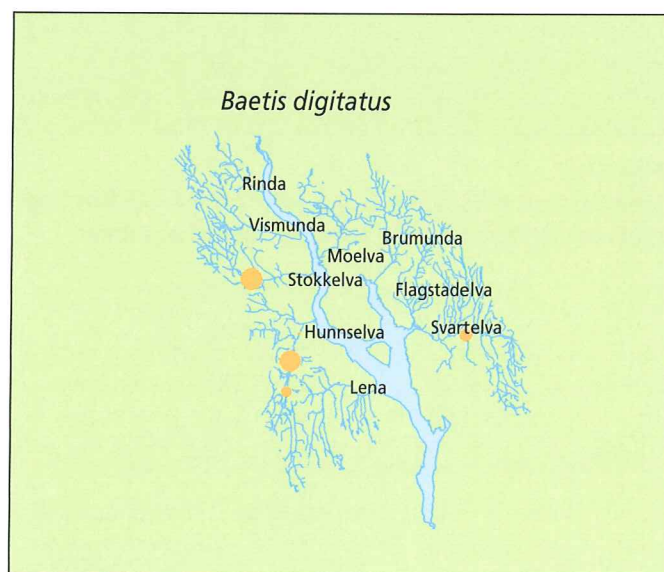 Baetis digitatus
Rinda
Vismunda
Brumunda
Moelva
Stokkelva
Flagstadelva
Hunnselva
Svartelva
Lena